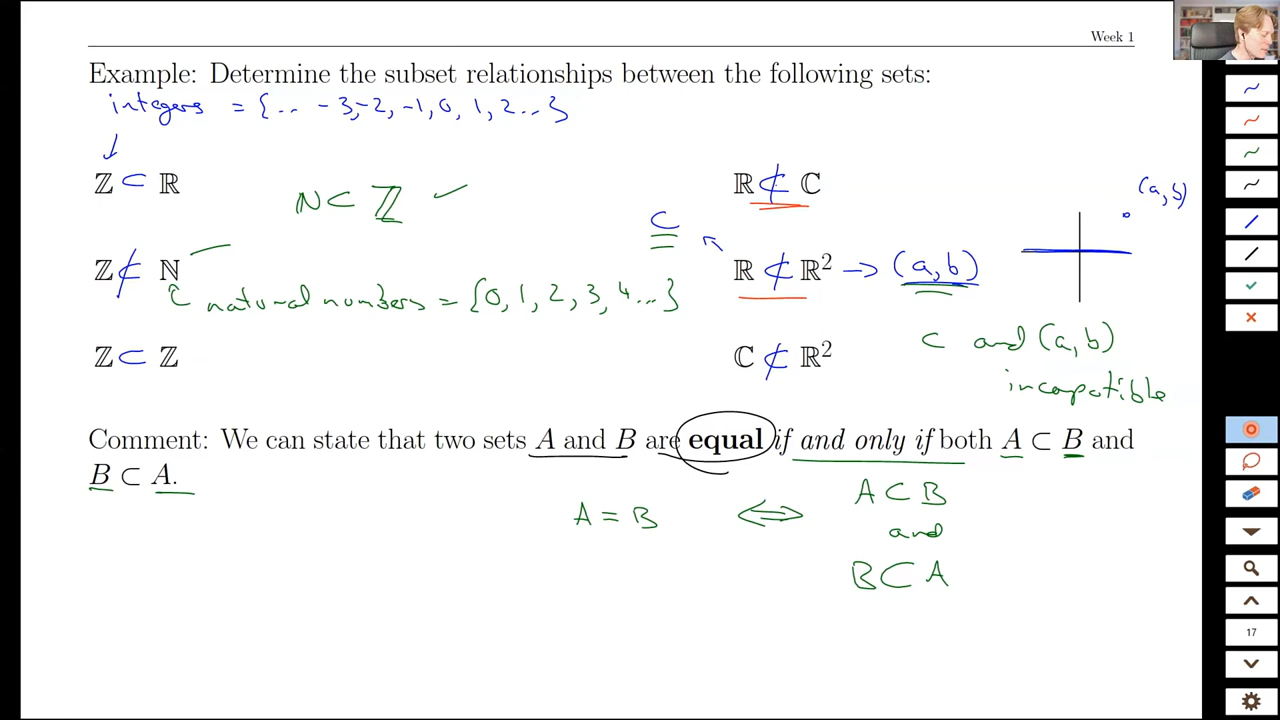 Week 1
Example: Determine the subset relationships between the following sets:
integers = {... -3,-2, -1, 0, 1, 2...}
ℤ ⊂ ℝ
ℕ ⊂ ℤ ✓
ℝ ⊄ ℂ
(a,b)
⊂
ℤ ⊄ ℕ
ℝ ⊄ ℝ² → (a,b)
natural numbers = {0, 1, 2, 3, 4...}
ℤ ⊂ ℤ
ℂ ⊄ ℝ²
c and (a, b)
incopatible
Comment: We can state that two sets A and B are equal if and only if both A ⊂ B and
B ⊂ A.
A = B ⟺ A ⊂ B
and
B ⊂ A
17